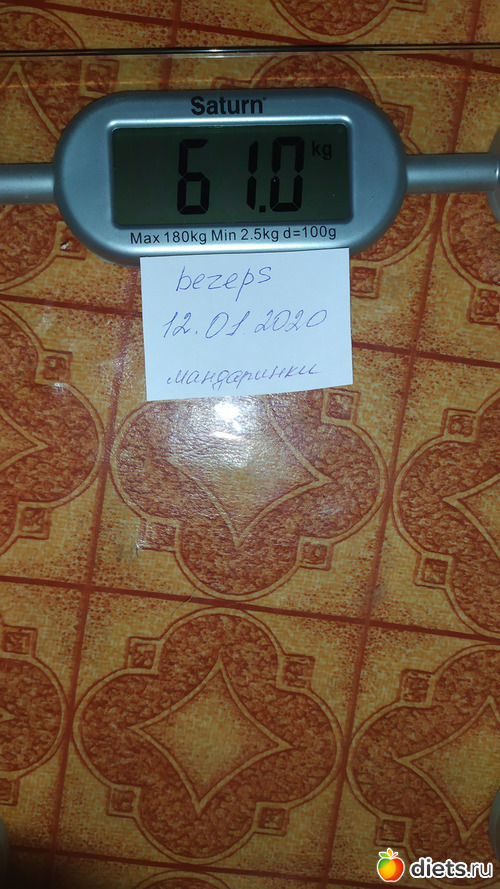 Saturn
61.0 kg
Max 180kg Min 2.5kg d=100g
bezeps
12.01.2020
мандаринки
diets.ru